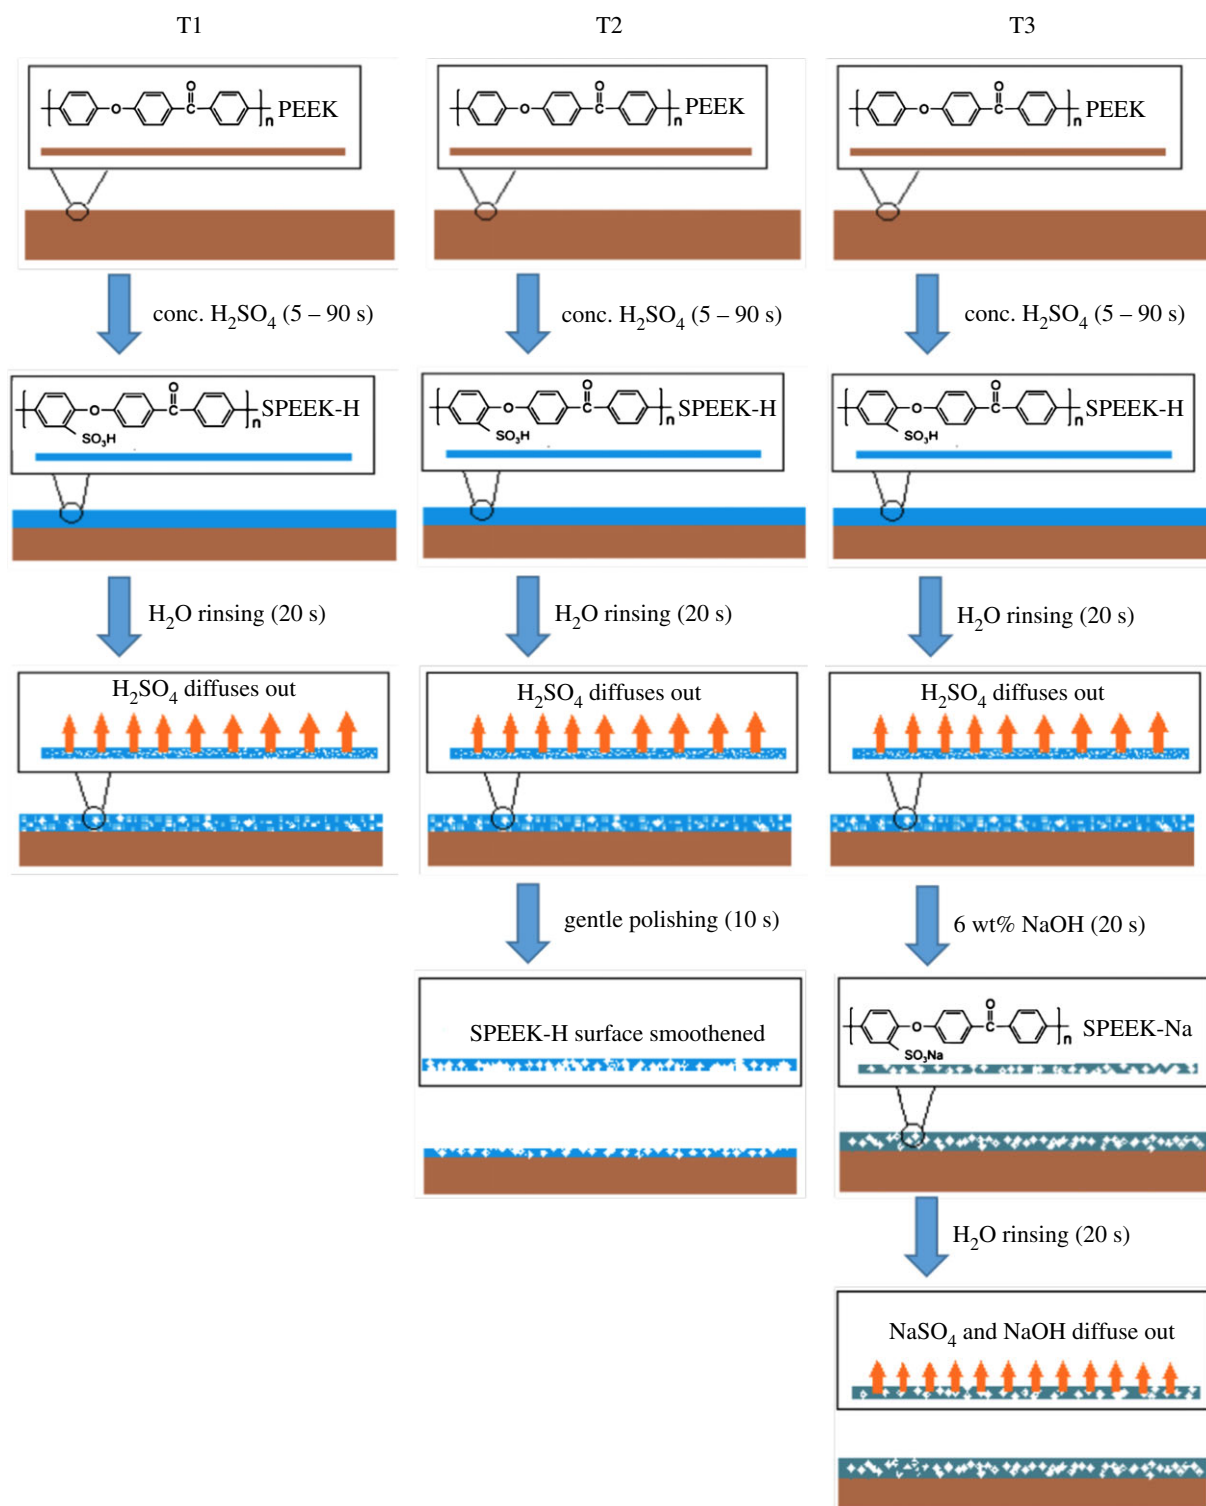 T1 T2 T3
O O O
O O O
n PEEK n PEEK n PEEK
conc. H2SO4 (5 – 90 s) conc. H2SO4 (5 – 90 s) conc. H2SO4 (5 – 90 s)
O O O
O O O
n SPEEK-H n SPEEK-H n SPEEK-H
SO3H SO3H SO3H
H2O rinsing (20 s) H2O rinsing (20 s) H2O rinsing (20 s)
H2SO4 diffuses out H2SO4 diffuses out H2SO4 diffuses out
gentle polishing (10 s) 6 wt% NaOH (20 s)
O
O
SPEEK-H surface smoothened n SPEEK-Na
SO3Na
H2O rinsing (20 s)
NaSO4 and NaOH diffuse out